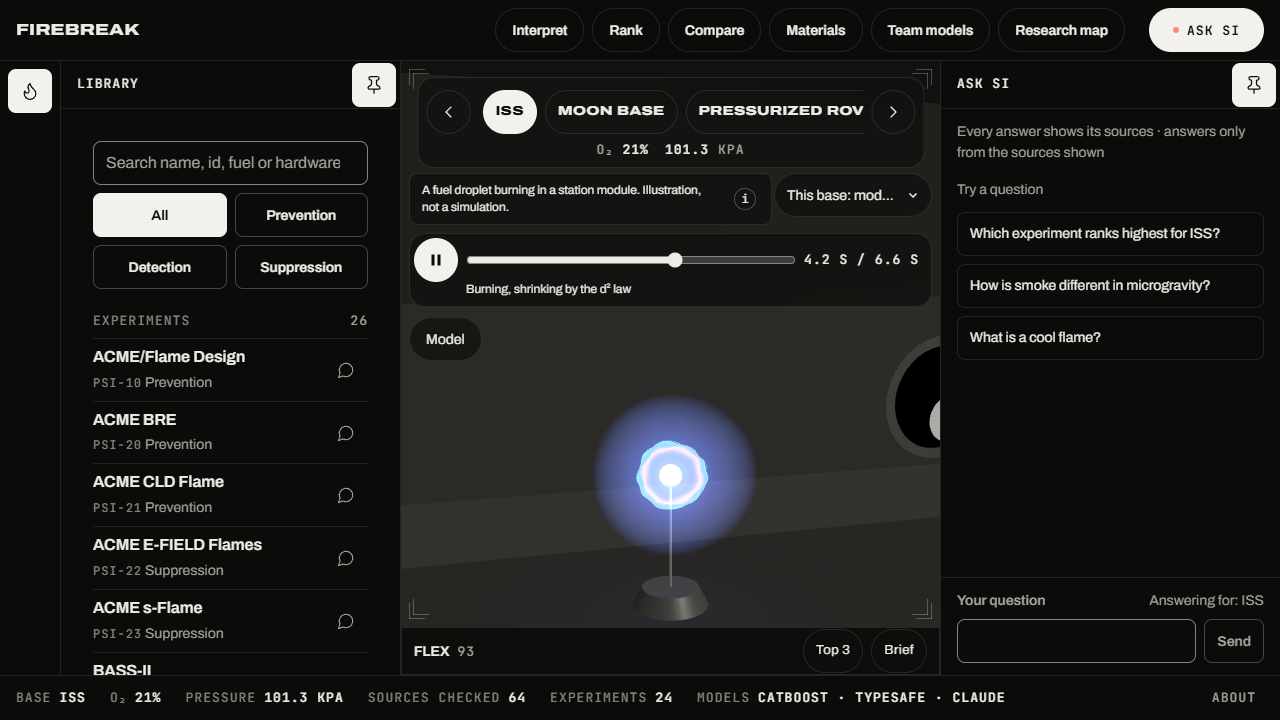 FIREBREAK
Interpret
Rank
Compare
Materials
Team models
Research map
ASK SI
LIBRARY
Search name, id, fuel or hardware
All
Prevention
Detection
Suppression
EXPERIMENTS 26
ACME/Flame Design
PSI-10 Prevention
ACME BRE
PSI-20 Prevention
ACME CLD Flame
PSI-21 Prevention
ACME E-FIELD Flames
PSI-22 Suppression
ACME s-Flame
PSI-23 Suppression
BASS-II
ISS
MOON BASE
PRESSURIZED ROV
O₂ 21% 101.3 KPA
A fuel droplet burning in a station module. Illustration,
not a simulation.
i
This base: mod...
4.2 S / 6.6 S
Burning, shrinking by the d² law
Model
FLEX 93
Top 3
Brief
ASK SI
Every answer shows its sources · answers only
from the sources shown
Try a question
Which experiment ranks highest for ISS?
How is smoke different in microgravity?
What is a cool flame?
Your question
Answering for: ISS
Send
BASE ISS O₂ 21% PRESSURE 101.3 KPA SOURCES CHECKED 64 EXPERIMENTS 24 MODELS CATBOOST · TYPESAFE · CLAUDE ABOUT